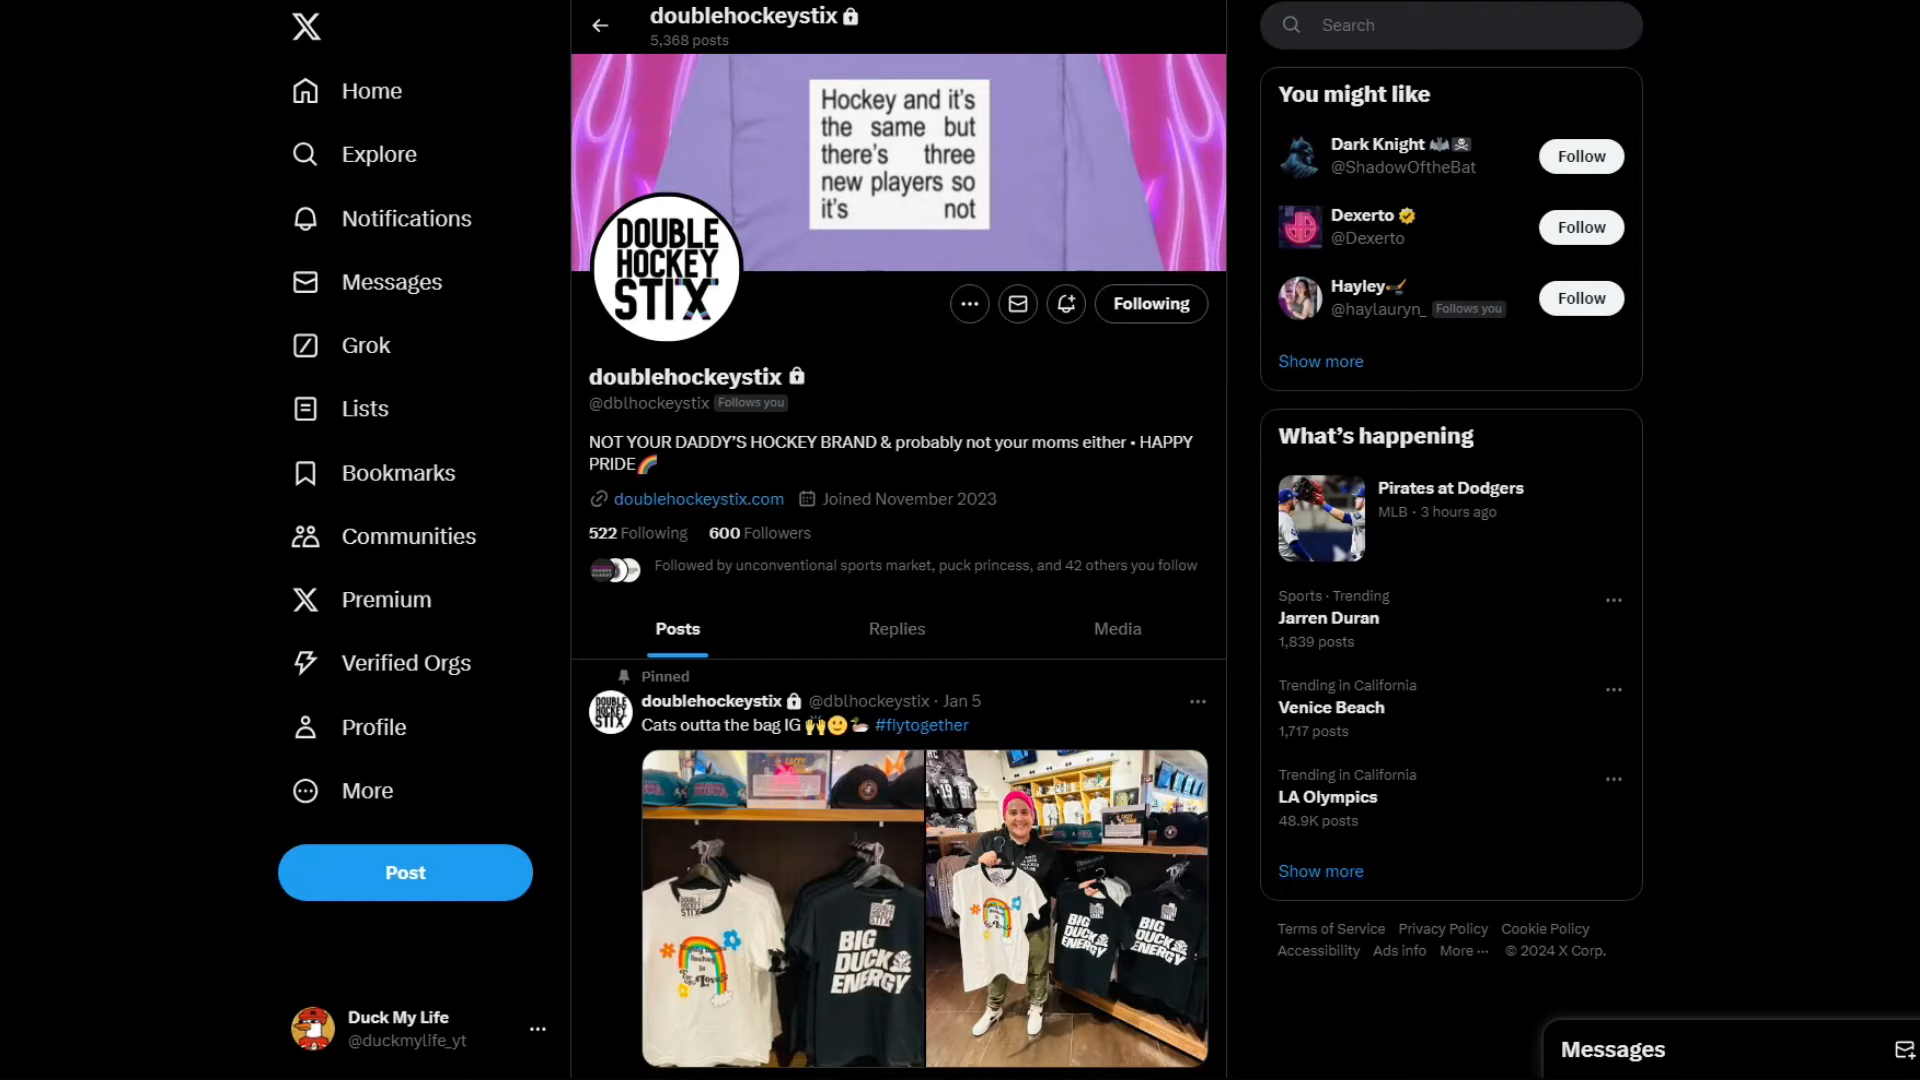 Home
Explore
Notifications
Messages
Grok
Lists
Bookmarks
Communities
Premium
Verified Orgs
Profile
More
Post
Duck My Life
@duckmylife_yt
doublehockeystix
5,368 posts
Hockey and it's
the same but
there's three
new players so
it's not
DOUBLE
HOCKEY
STIX
Following
doublehockeystix
@dblhockeystix Follows you
NOT YOUR DADDY'S HOCKEY BRAND & probably not your moms either • HAPPY
PRIDE🌈
doublehockeystix.com Joined November 2023
522 Following 600 Followers
Followed by unconventional sports market, puck princess, and 42 others you follow
Posts Replies Media
Pinned
doublehockeystix @dblhockeystix · Jan 5
Cats outta the bag IG 🙌🙂🦆 #flytogether
DOUBLE
HOCKEY
STIX
BIG
DUCK
ENERGY
BIG
DUCK
ENERGY
BIG
DUCK
ENERGY
Search
You might like
Dark Knight 🦇☠
@ShadowOftheBat
Follow
Dexerto
@Dexerto
Follow
Hayley
@haylauryn_ Follows you
Follow
Show more
What's happening
Pirates at Dodgers
MLB · 3 hours ago
Sports · Trending
Jarren Duran
1,839 posts
Trending in California
Venice Beach
1,717 posts
Trending in California
LA Olympics
48.9K posts
Show more
Terms of Service Privacy Policy Cookie Policy
Accessibility Ads info More ··· © 2024 X Corp.
Messages